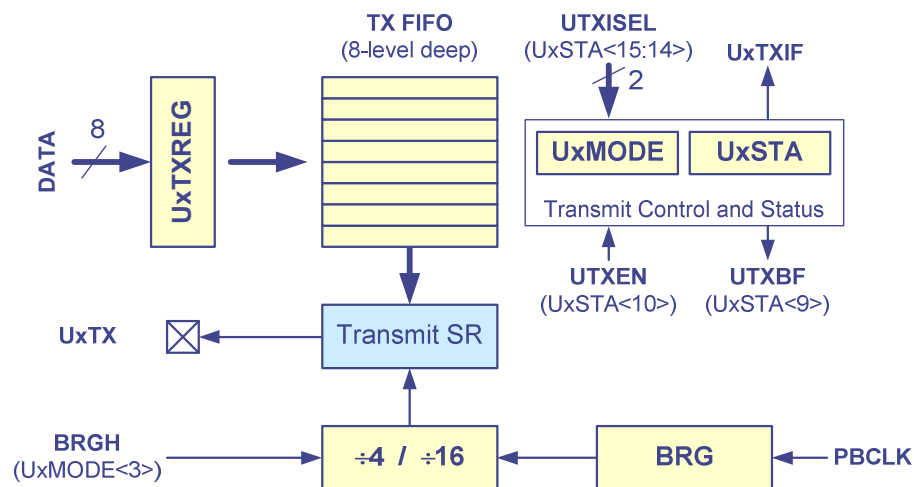 TX FIFO
(8-level deep)
UTXISEL
(UxSTA<15:14>)
2
UxTXIF
DATA
8
UxTXREG
UxMODE
UxSTA
Transmit Control and Status
UTXEN
(UxSTA<10>)
UTXBF
(UxSTA<9>)
UxTX
Transmit SR
BRGH
(UxMODE<3>)
÷4 / ÷16
BRG
PBCLK